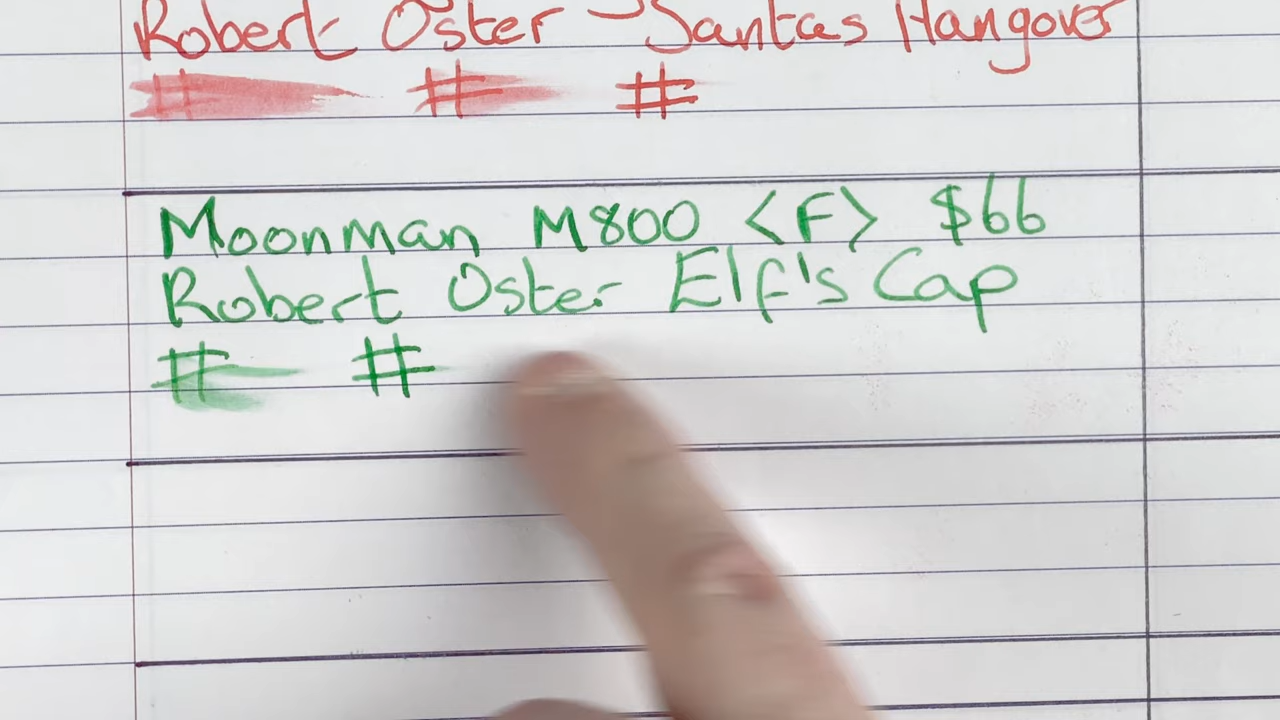 Robert Oster - Santas Hangover
# # #
Moonman M800 <F> $66
Robert Oster Elf's Cap
# #